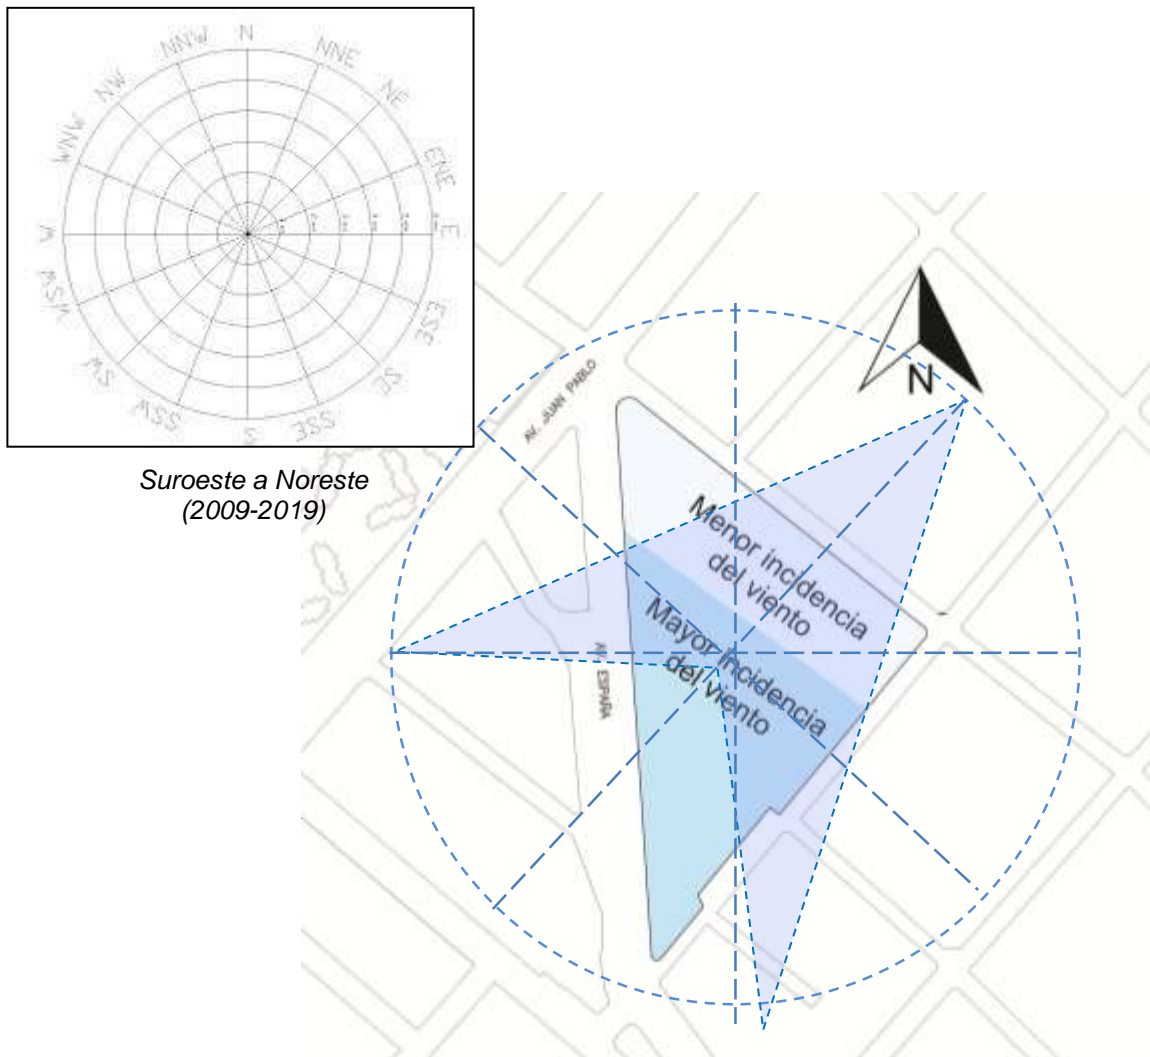 N
NNE
NE
ENE
E
ESE
SE
SSE
S
SSW
SW
WSW
W
WNW
NW
NNW
Suroeste a Noreste
(2009-2019)
N
AV. JUAN PABLO
AV. ESPAÑA
Menor incidencia
del viento
Mayor incidencia
del viento